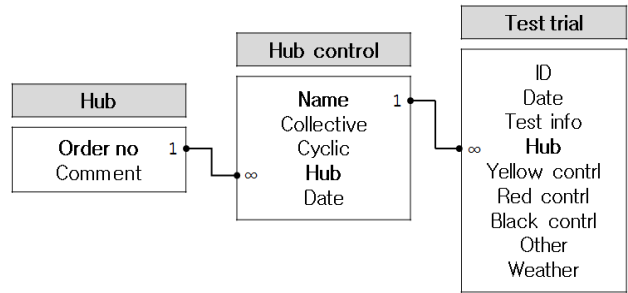 Hub
Order no 1
Comment
Hub control
Name 1
Collective
Cyclic
∞ Hub
Date
Test trial
ID
Date
Test info
∞ Hub
Yellow contrl
Red contrl
Black contrl
Other
Weather